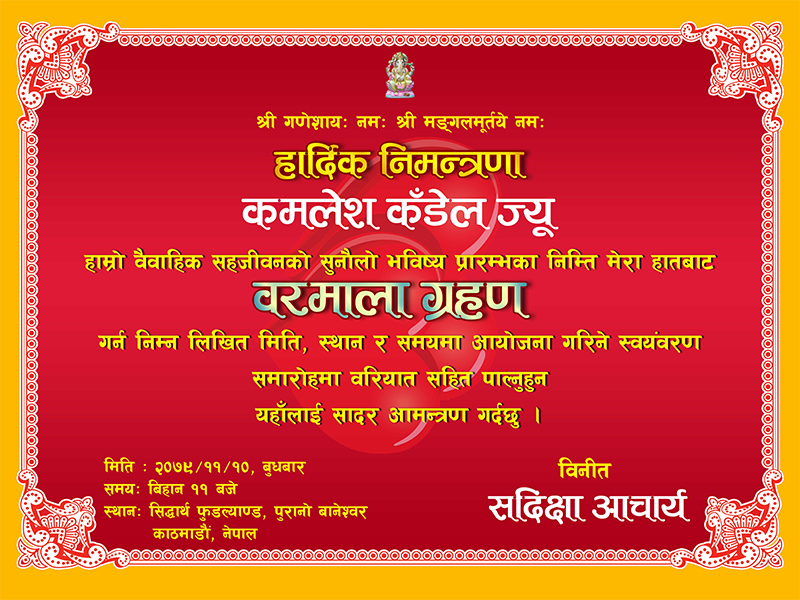 श्री गणेशायः नमः श्री मङ्गलमूर्तये नमः
हार्दिक निमन्त्रणा
कमलेश कँडेल ज्यू
हाम्रो वैवाहिक सहजीवनको सुनौलो भविष्य प्रारम्भका निम्ति मेरा हातबाट
वरमाला ग्रहण
गर्न निम्न लिखित मिति, स्थान र समयमा आयोजना गरिने स्वयंवरण
समारोहमा वरियात सहित पाल्नुहुन
यहाँलाई सादर आमन्त्रण गर्दछु ।
मिति : २०७९/११/१०, बुधबार
समयः बिहान ११ बजे
स्थानः सिद्धार्थ फुडल्याण्ड, पुरानो बानेश्वर
काठमाडौं, नेपाल
विनीत
सदिक्षा आचार्य